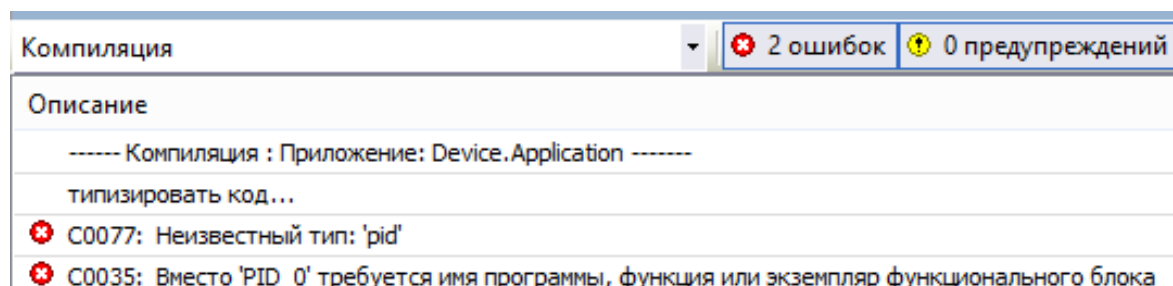 Компиляция 2 ошибок 0 предупреждений
Описание
------ Компиляция : Приложение: Device.Application -------
типизировать код...
C0077: Неизвестный тип: 'pid'
C0035: Вместо 'PID_0' требуется имя программы, функция или экземпляр функционального блока